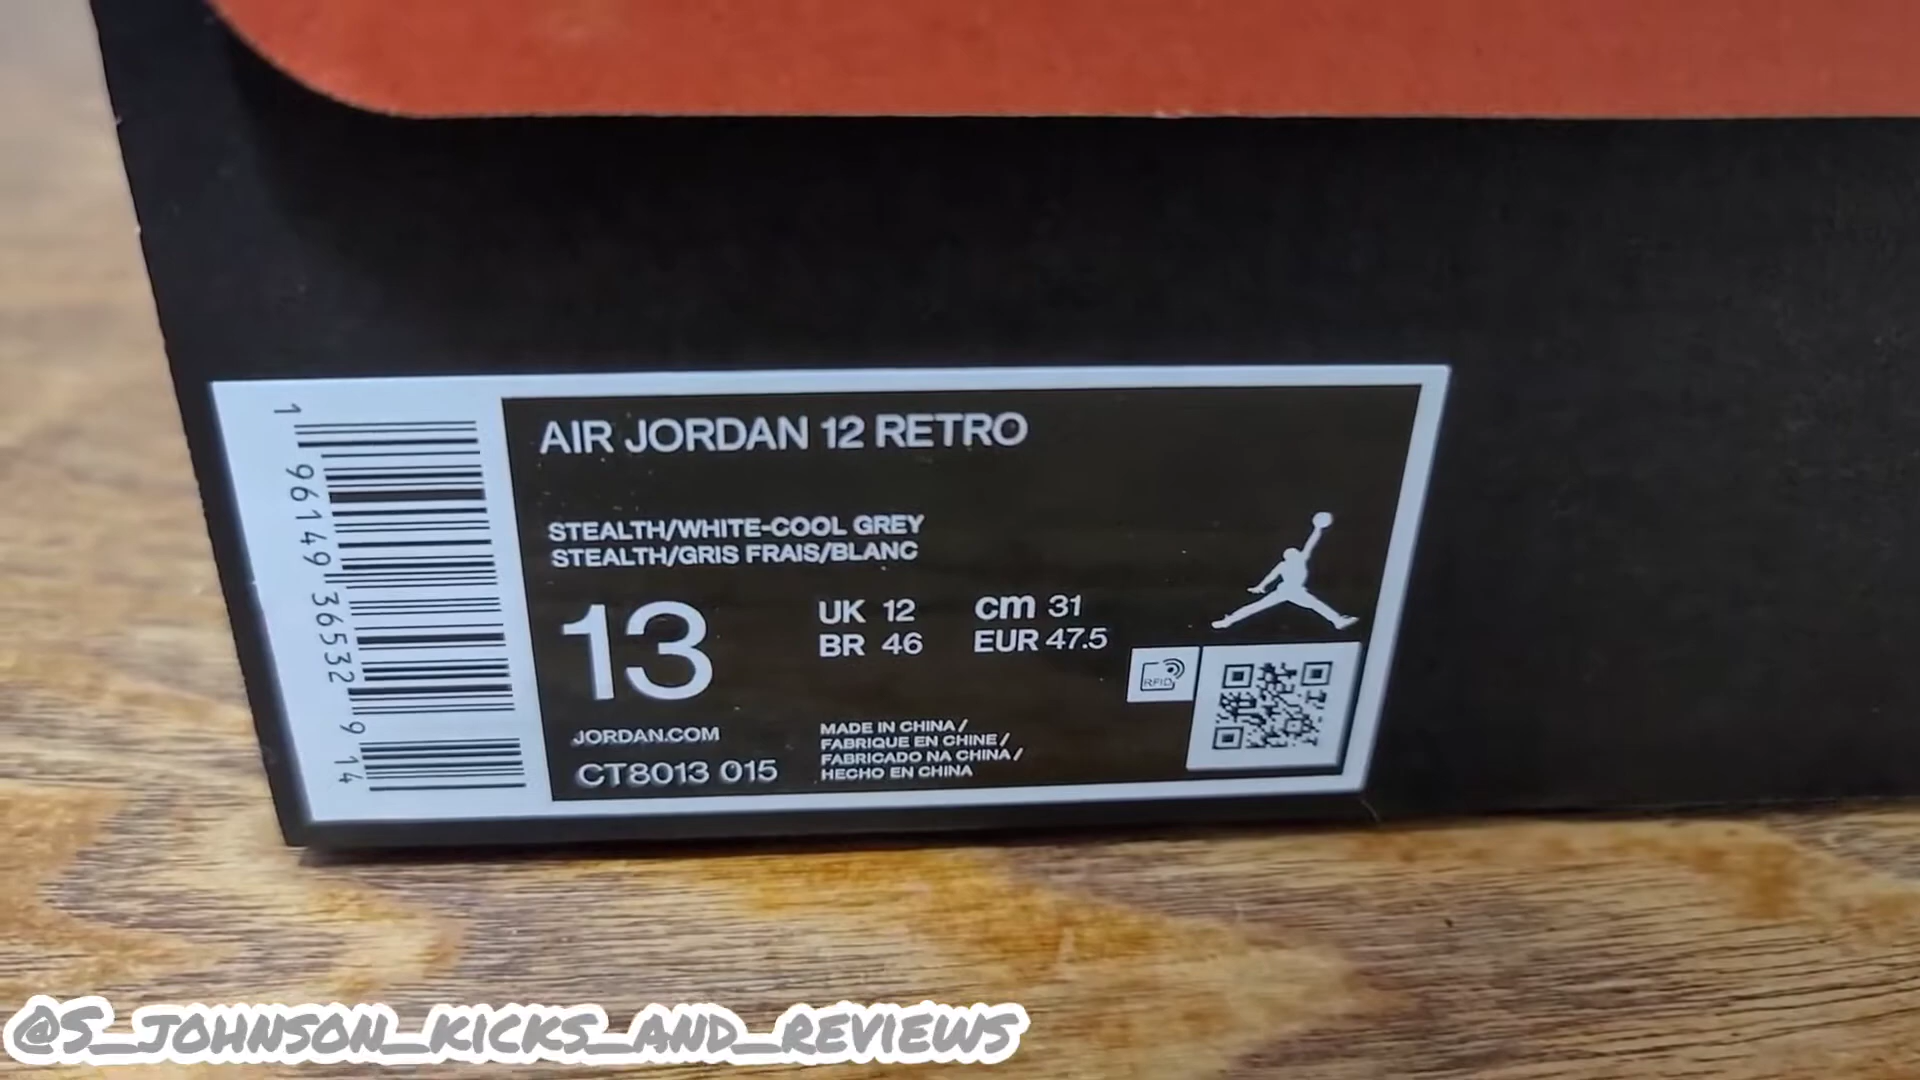 1 96149 36532 9 14
AIR JORDAN 12 RETRO
STEALTH/WHITE-COOL GREY
STEALTH/GRIS FRAIS/BLANC
13
UK 12
BR 46
cm 31
EUR 47.5
RFID
JORDAN.COM
CT8013 015
MADE IN CHINA /
FABRIQUE EN CHINE /
FABRICADO NA CHINA /
HECHO EN CHINA
@S_JOHNSON_KICKS_AND_REVIEWS